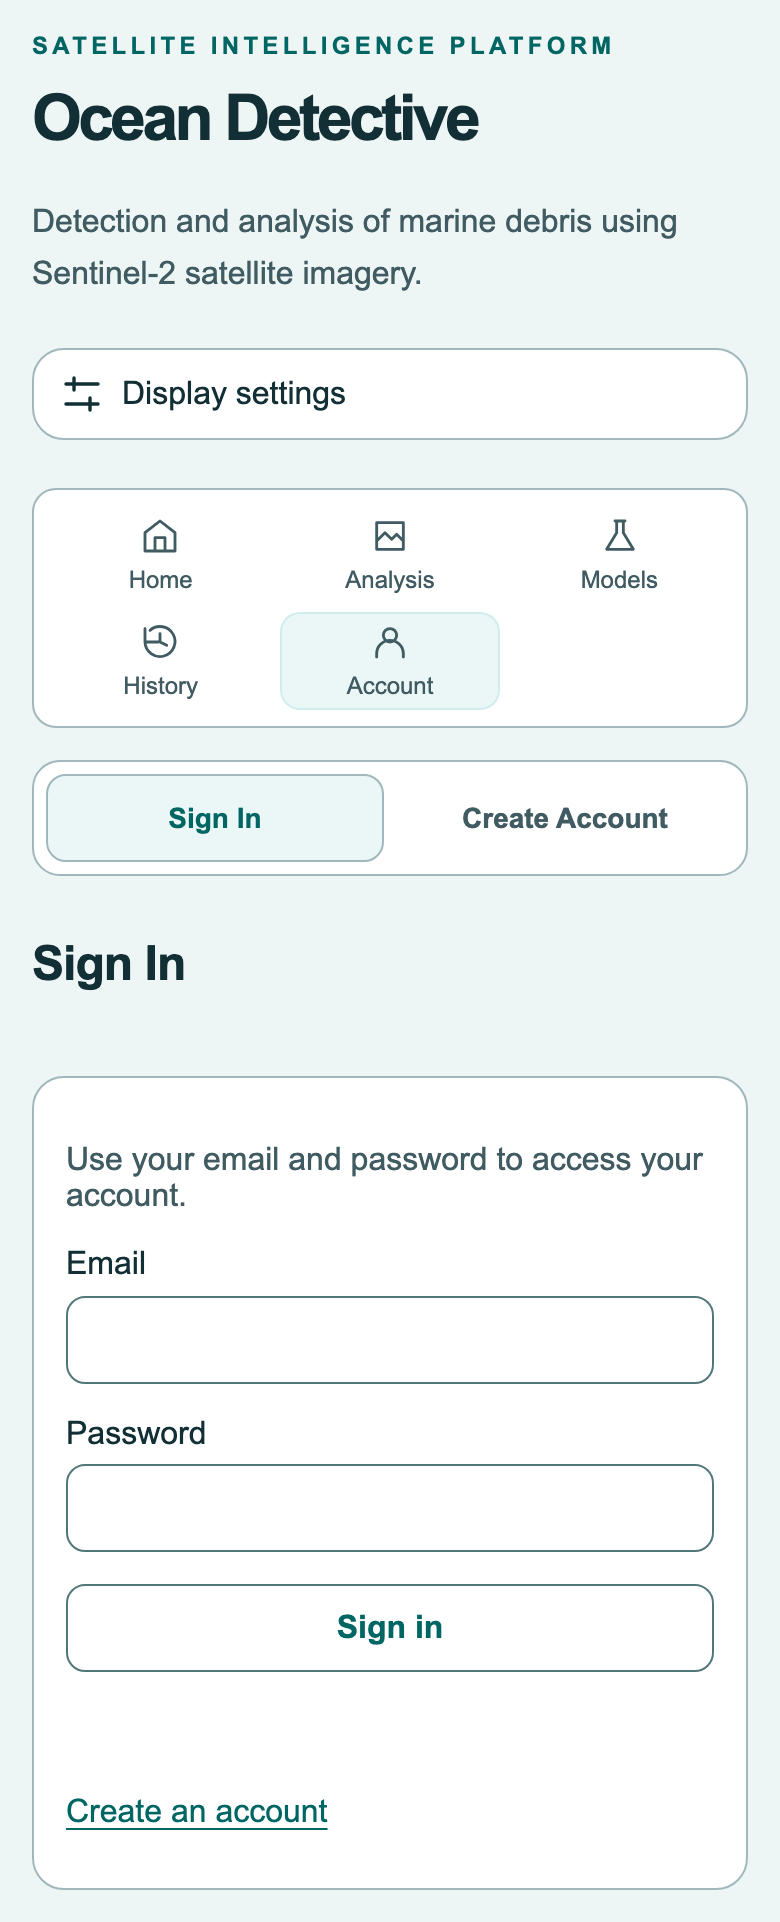 SATELLITE INTELLIGENCE PLATFORM
Ocean Detective
Detection and analysis of marine debris using
Sentinel-2 satellite imagery.
Display settings
Home
Analysis
Models
History
Account
Sign In
Create Account
Sign In
Use your email and password to access your
account.
Email
Password
Sign in
Create an account